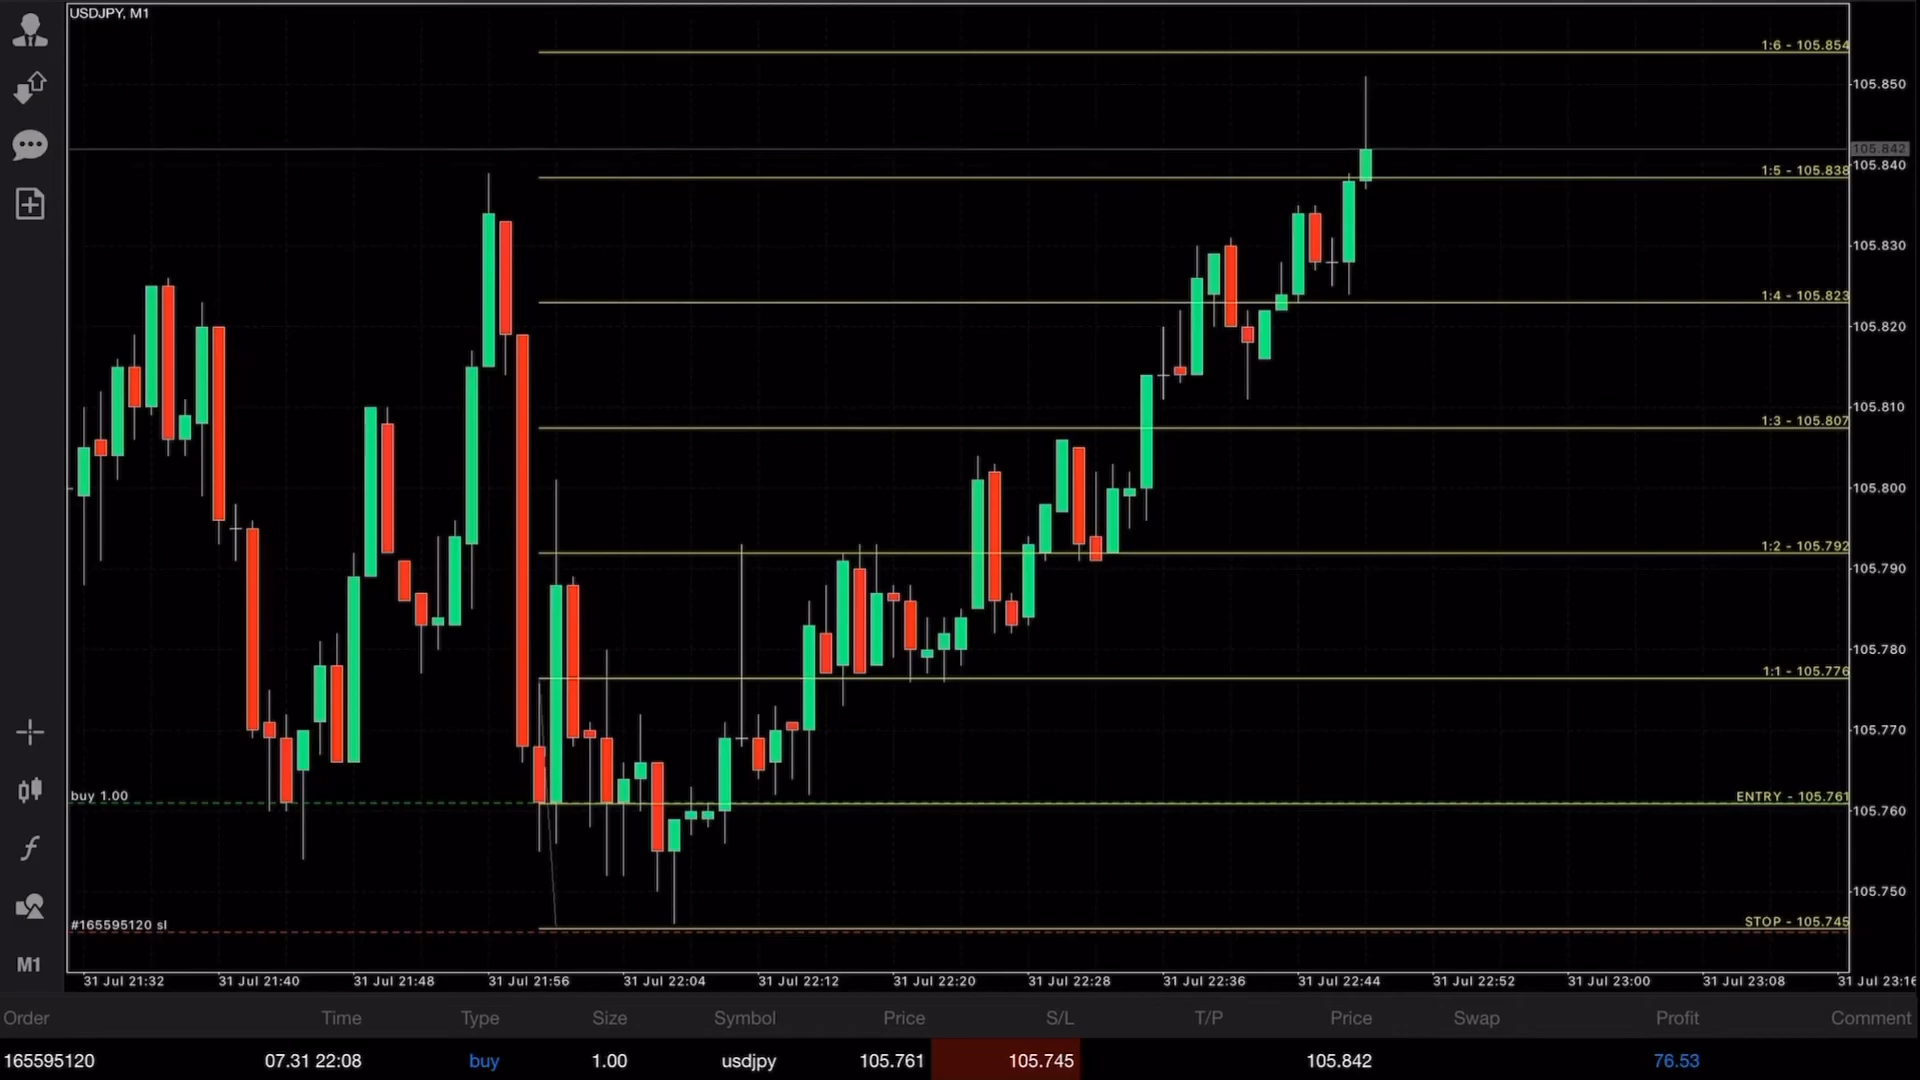 USDJPY, M1
1:6 - 105.854
105.850
105.842
105.840
1:5 - 105.838
105.830
1:4 - 105.823
105.820
105.810
1:3 - 105.807
105.800
1:2 - 105.792
105.790
105.780
1:1 - 105.776
105.770
buy 1.00
ENTRY - 105.761
105.760
105.750
#165595120 sl
STOP - 105.745
M1
31 Jul 21:32 31 Jul 21:40 31 Jul 21:48 31 Jul 21:56 31 Jul 22:04 31 Jul 22:12 31 Jul 22:20 31 Jul 22:28 31 Jul 22:36 31 Jul 22:44 31 Jul 22:52 31 Jul 23:00 31 Jul 23:08 31 Jul 23:16
Order Time Type Size Symbol Price S/L T/P Price Swap Profit Comment
165595120 07.31 22:08 buy 1.00 usdjpy 105.761 105.745 105.842 76.53